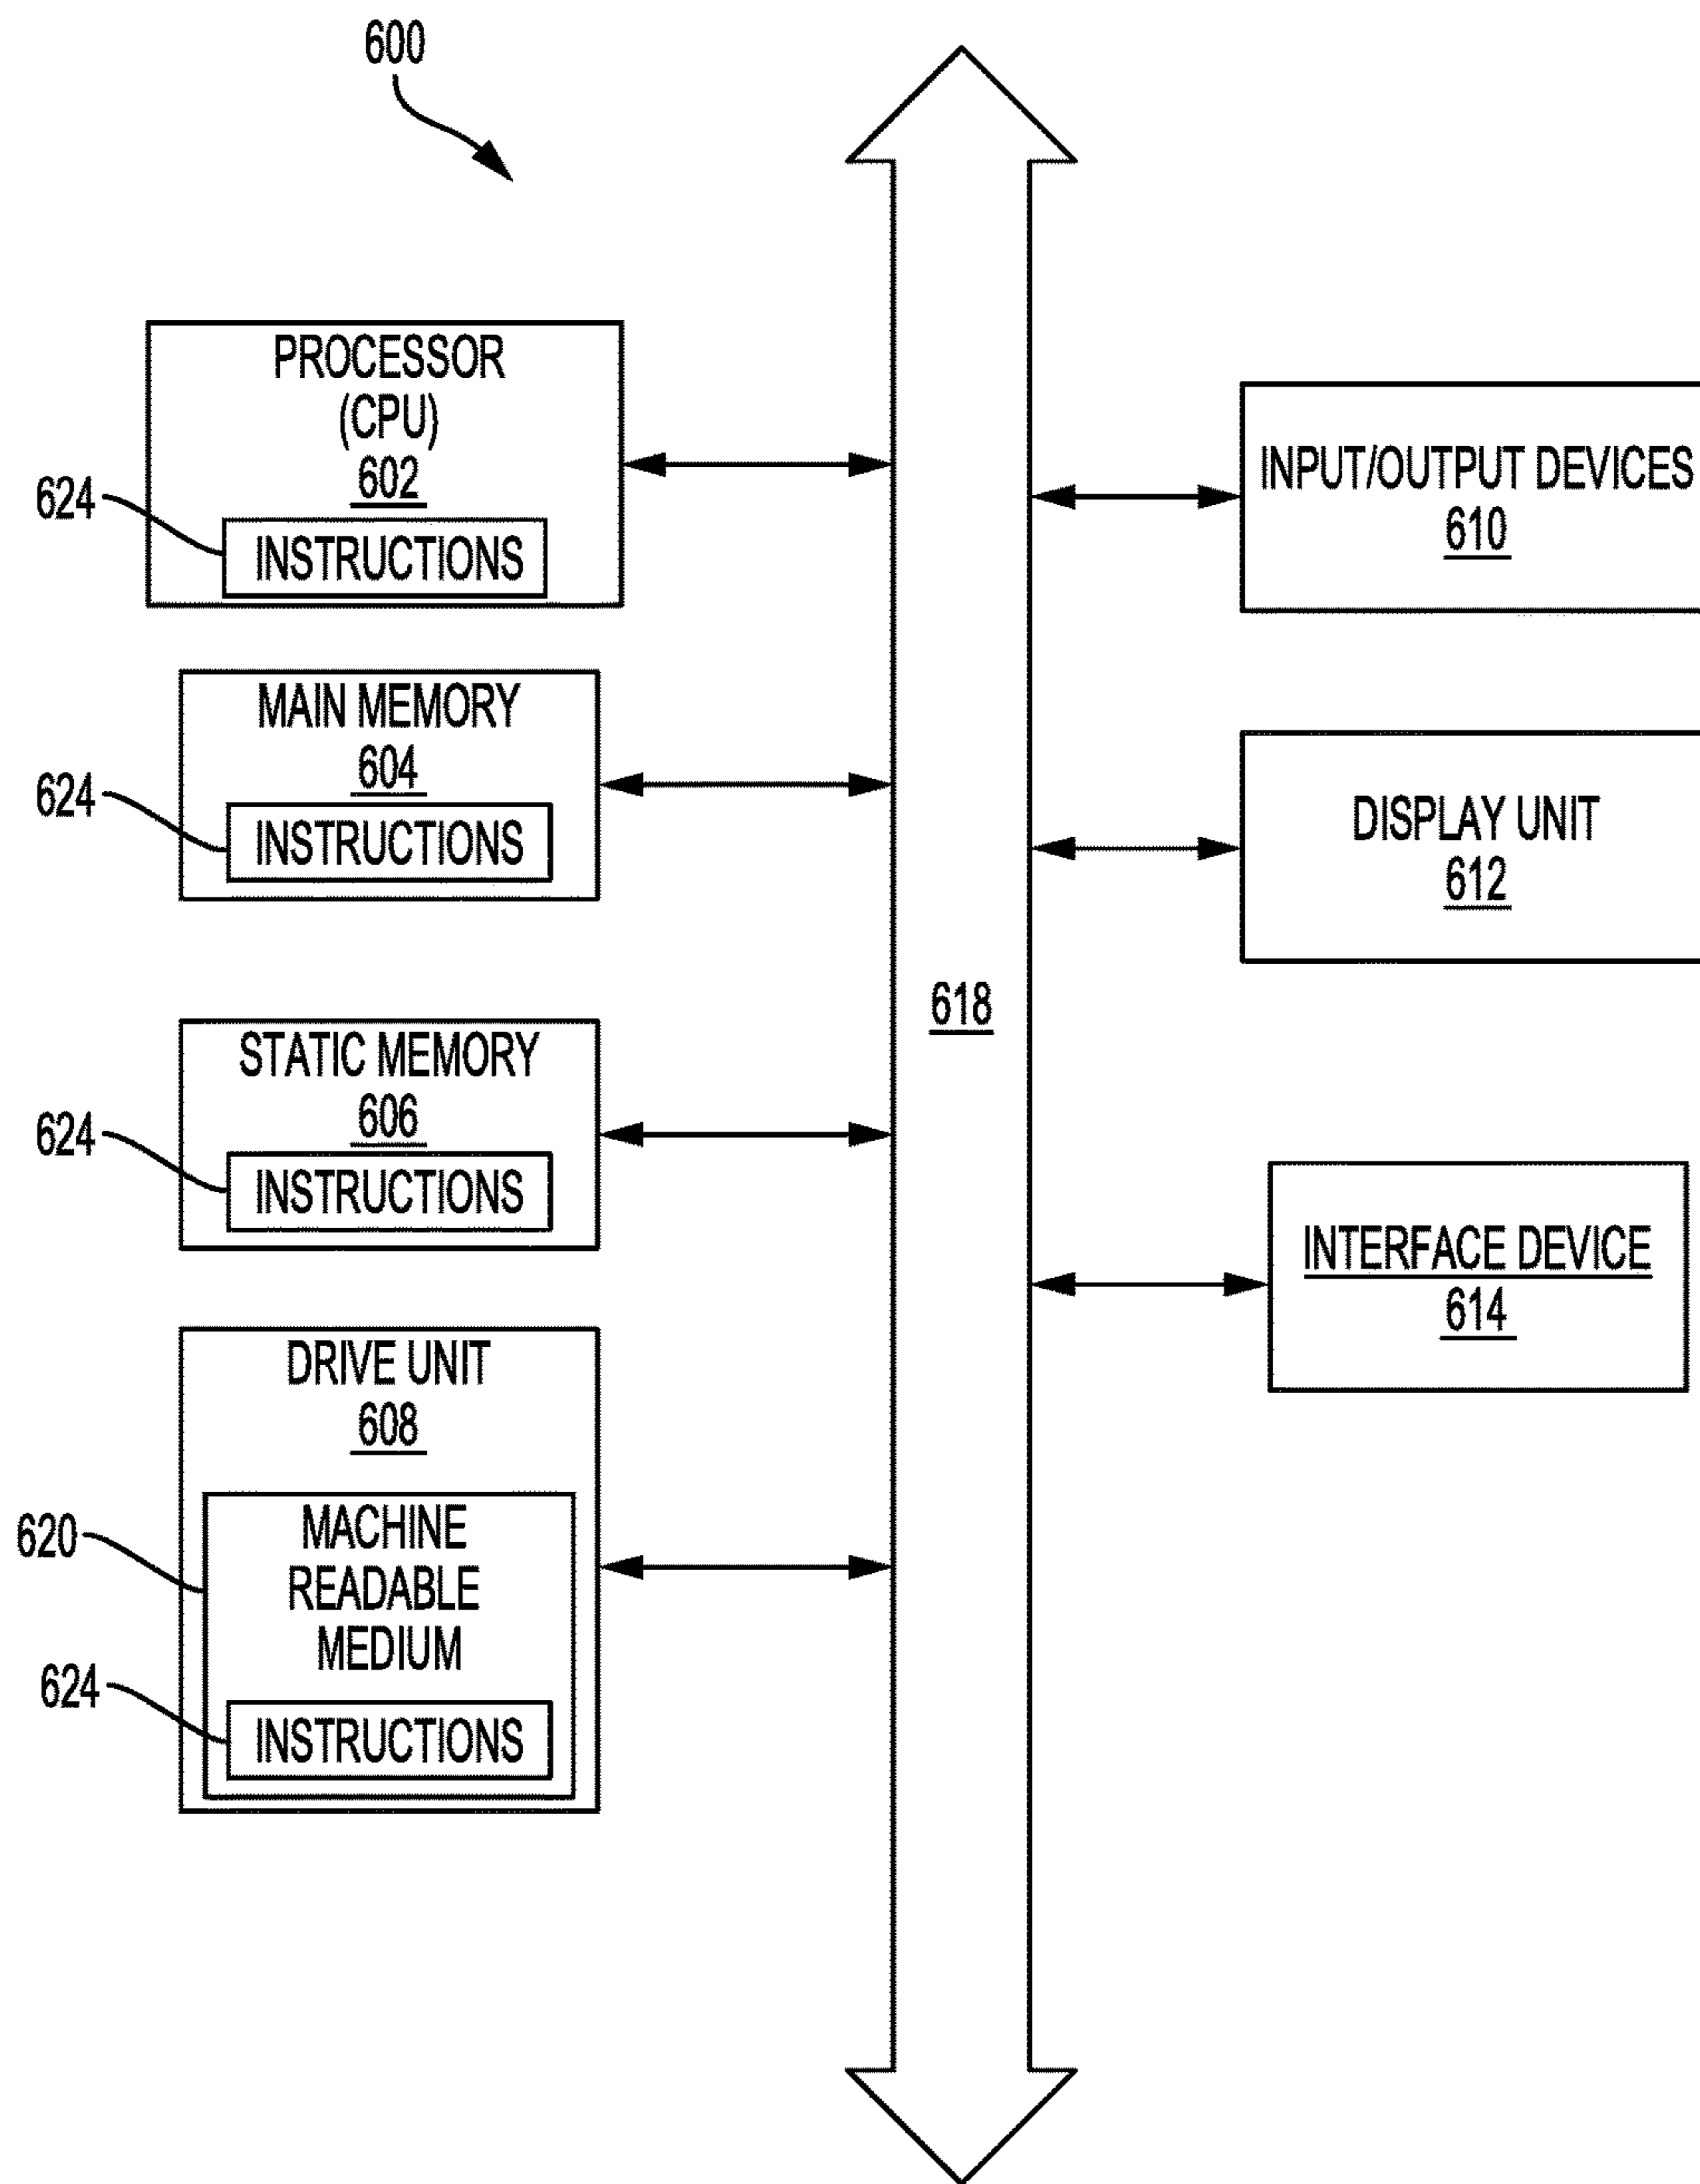 600
PROCESSOR
(CPU)
602
624
INSTRUCTIONS
MAIN MEMORY
604
624
INSTRUCTIONS
STATIC MEMORY
606
624
INSTRUCTIONS
DRIVE UNIT
608
620
MACHINE
READABLE
MEDIUM
624
INSTRUCTIONS
618
INPUT/OUTPUT DEVICES
610
DISPLAY UNIT
612
INTERFACE DEVICE
614